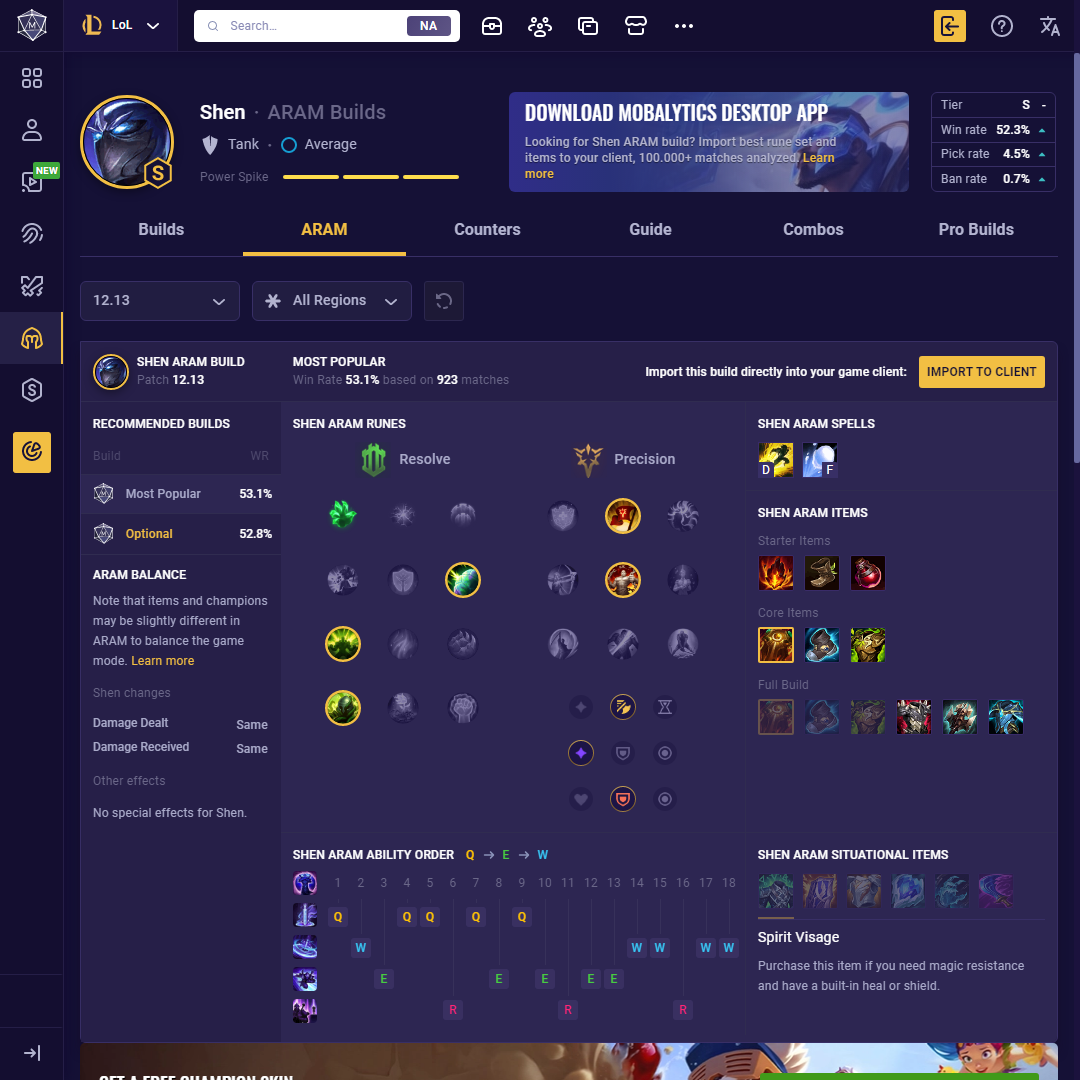 LoL
Search...
NA
NEW
Shen · ARAM Builds
Tank · Average
Power Spike
S
DOWNLOAD MOBALYTICS DESKTOP APP
Looking for Shen ARAM build? Import best rune set and
items to your client, 100.000+ matches analyzed. Learn
more
Tier S -
Win rate 52.3%
Pick rate 4.5%
Ban rate 0.7%
Builds
ARAM
Counters
Guide
Combos
Pro Builds
12.13
All Regions
SHEN ARAM BUILD
Patch 12.13
MOST POPULAR
Win Rate 53.1% based on 923 matches
Import this build directly into your game client:
IMPORT TO CLIENT
RECOMMENDED BUILDS
Build WR
Most Popular 53.1%
Optional 52.8%
ARAM BALANCE
Note that items and champions
may be slightly different in
ARAM to balance the game
mode. Learn more
Shen changes
Damage Dealt Same
Damage Received Same
Other effects
No special effects for Shen.
SHEN ARAM RUNES
Resolve
Precision
SHEN ARAM SPELLS
D F
SHEN ARAM ITEMS
Starter Items
Core Items
Full Build
SHEN ARAM ABILITY ORDER Q → E → W
1 2 3 4 5 6 7 8 9 10 11 12 13 14 15 16 17 18
Q Q Q Q Q
W W W W W
E E E E E
R R R
SHEN ARAM SITUATIONAL ITEMS
Spirit Visage
Purchase this item if you need magic resistance
and have a built-in heal or shield.
GET A FREE CHAMPION SKIN